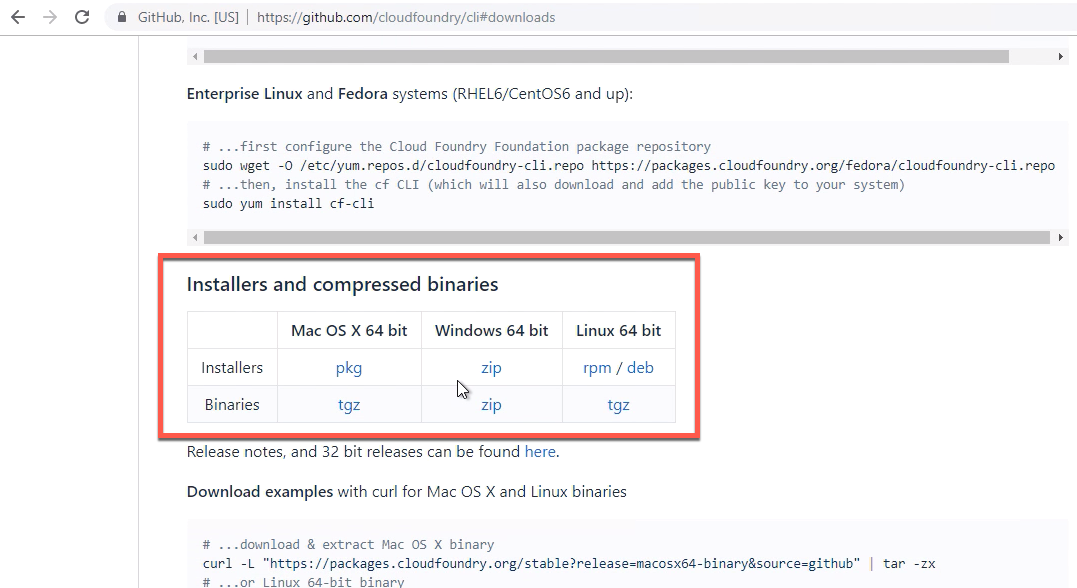 GitHub, Inc. [US] | https://github.com/cloudfoundry/cli#downloads
Enterprise Linux and Fedora systems (RHEL6/CentOS6 and up):
# ...first configure the Cloud Foundry Foundation package repository
sudo wget -O /etc/yum.repos.d/cloudfoundry-cli.repo https://packages.cloudfoundry.org/fedora/cloudfoundry-cli.repo
# ...then, install the cf CLI (which will also download and add the public key to your system)
sudo yum install cf-cli
Installers and compressed binaries
Mac OS X 64 bit Windows 64 bit Linux 64 bit
Installers pkg zip rpm / deb
Binaries tgz zip tgz
Release notes, and 32 bit releases can be found here.
Download examples with curl for Mac OS X and Linux binaries
# ...download & extract Mac OS X binary
curl -L "https://packages.cloudfoundry.org/stable?release=macosx64-binary&source=github" | tar -zx
# ...or Linux 64-bit binary